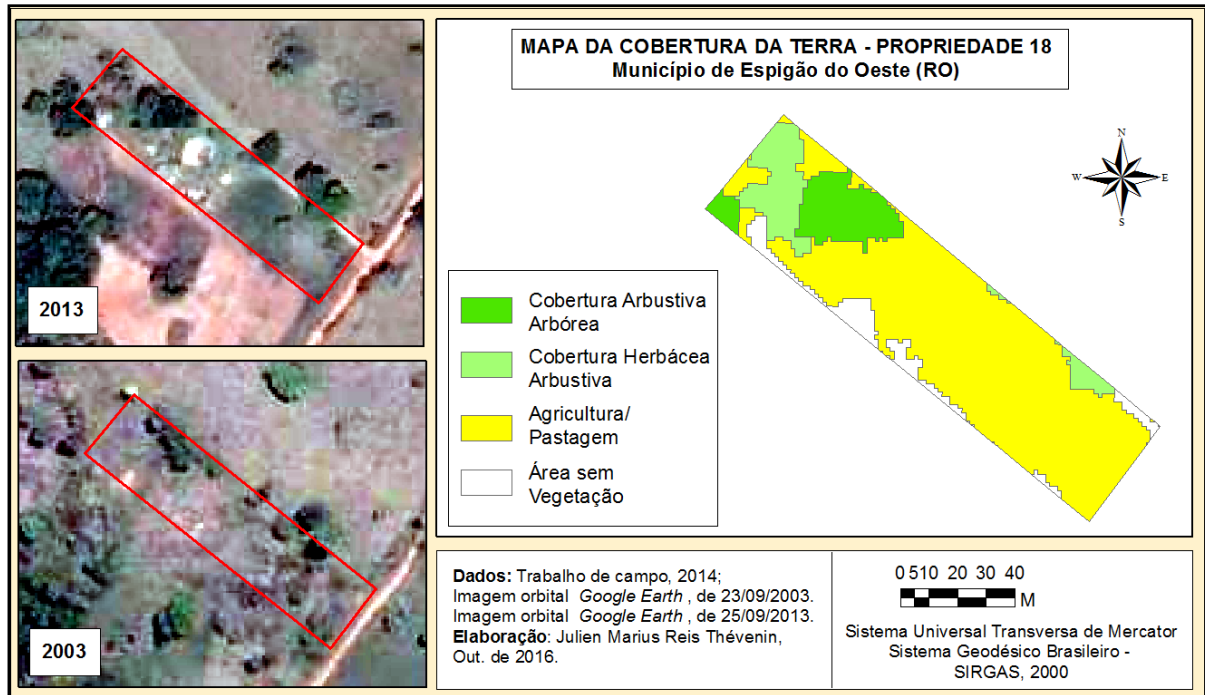 MAPA DA COBERTURA DA TERRA - PROPRIEDADE 18
Município de Espigão do Oeste (RO)
N
W
E
S
2013
2003
Cobertura Arbustiva
Arbórea
Cobertura Herbácea
Arbustiva
Agricultura/
Pastagem
Área sem
Vegetação
Dados: Trabalho de campo, 2014;
Imagem orbital Google Earth , de 23/09/2003.
Imagem orbital Google Earth , de 25/09/2013.
Elaboração: Julien Marius Reis Thévenin,
Out. de 2016.
0 510 20 30 40
M
Sistema Universal Transversa de Mercator
Sistema Geodésico Brasileiro -
SIRGAS, 2000